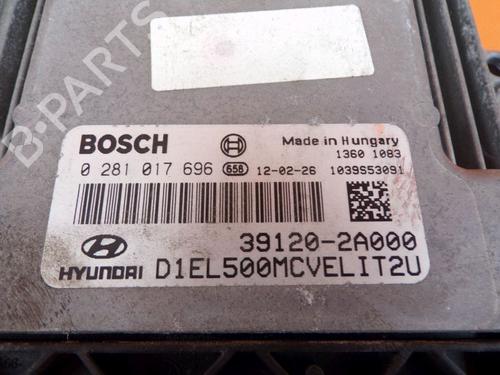 B-PARTS
BOSCH
Made in Hungary
1360 1083
0 281 017 696 658 12-02-26 1039S53091
39120-2A000
HYUNDAI D1EL500MCVELIT2U